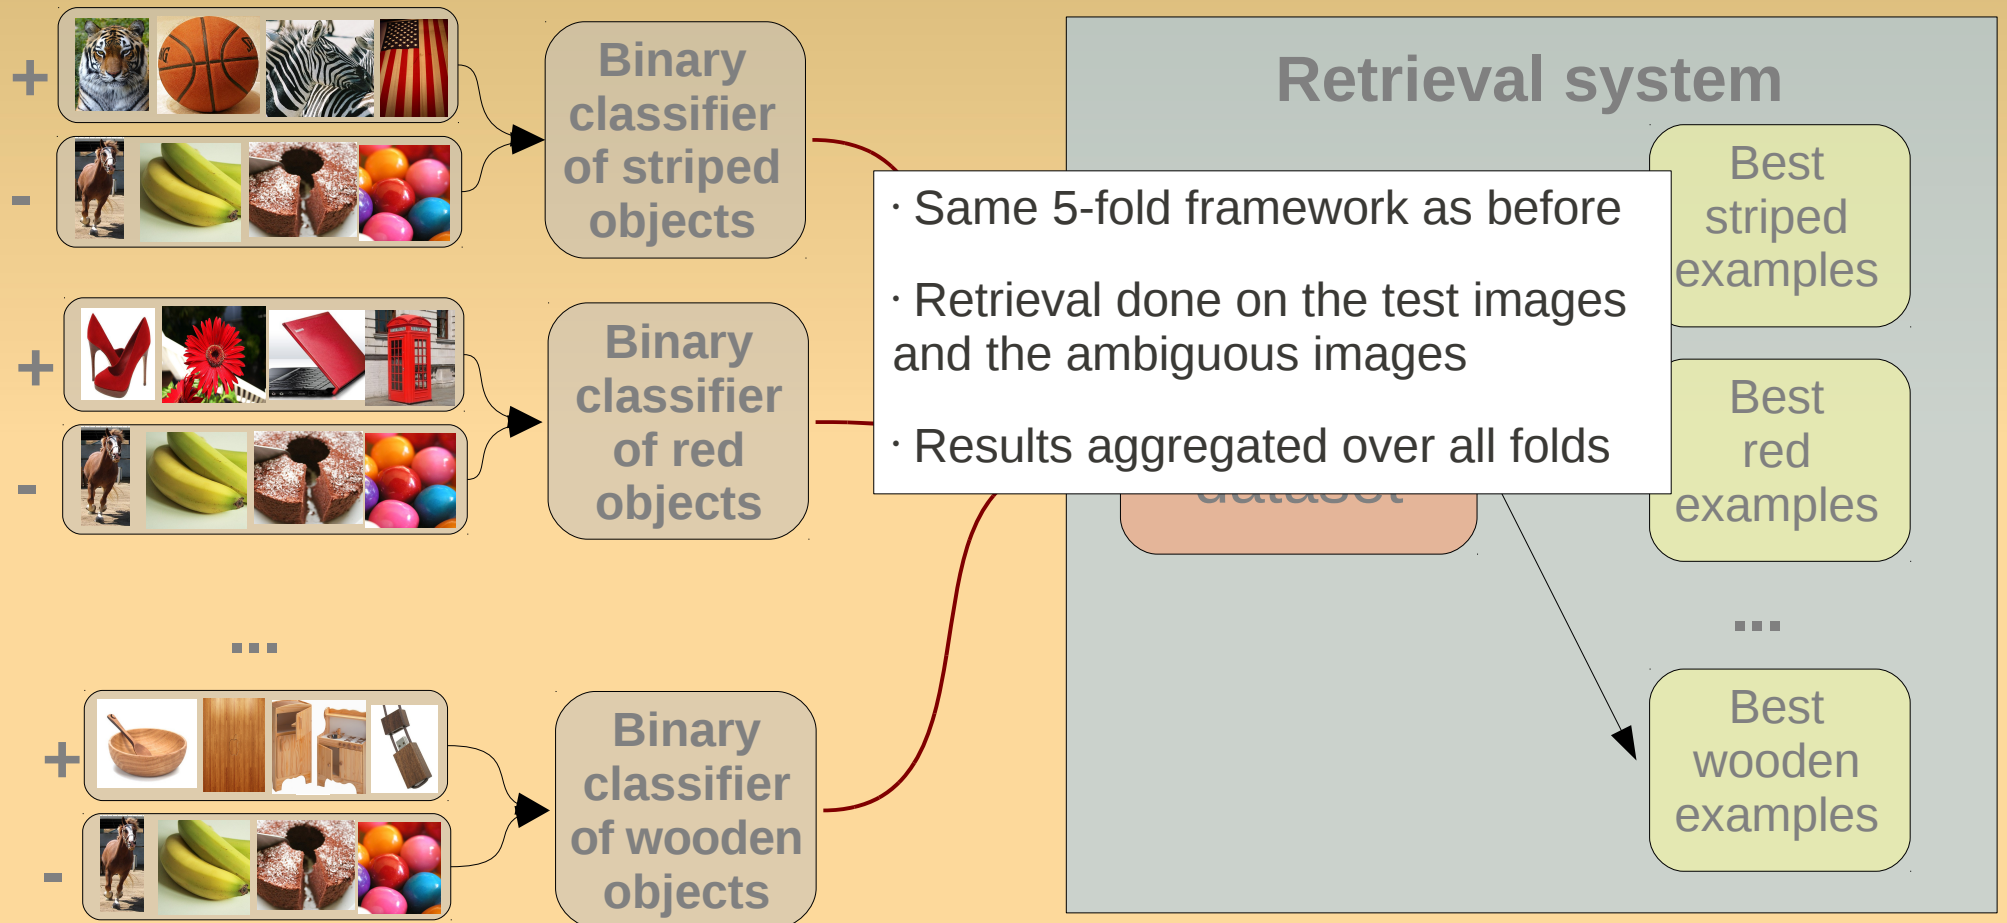 +
-
Binary
classifier
of striped
objects
+
-
Binary
classifier
of red
objects
...
+
-
Binary
classifier
of wooden
objects
Retrieval system
· Same 5-fold framework as before
· Retrieval done on the test images
and the ambiguous images
· Results aggregated over all folds
dataset
Best
striped
examples
Best
red
examples
...
Best
wooden
examples